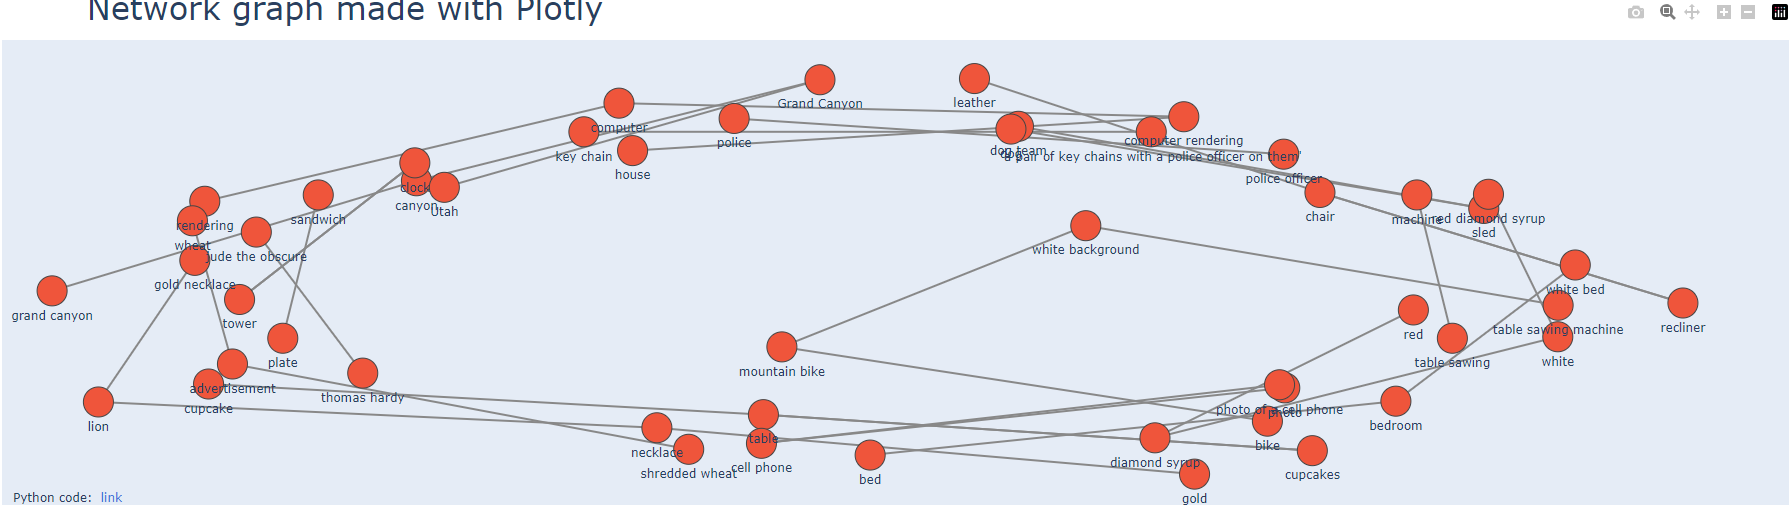 Network graph made with Plotly
Grand Canyon
leather
computer
police
computer rendering
key chain
dog team
'a pair of key chains with a police officer on them'
house
police officer
clock
canyon
Utah
sandwich
rendering
chair
machine
red diamond syrup
sled
wheat
jude the obscure
white background
gold necklace
white bed
grand canyon
tower
table sawing machine
recliner
red
plate
mountain bike
table sawing
white
advertisement
thomas hardy
cupcake
photo of a cell phone
photo
lion
bedroom
table
bike
necklace
cell phone
diamond syrup
shredded wheat
bed
cupcakes
gold
Python code: link